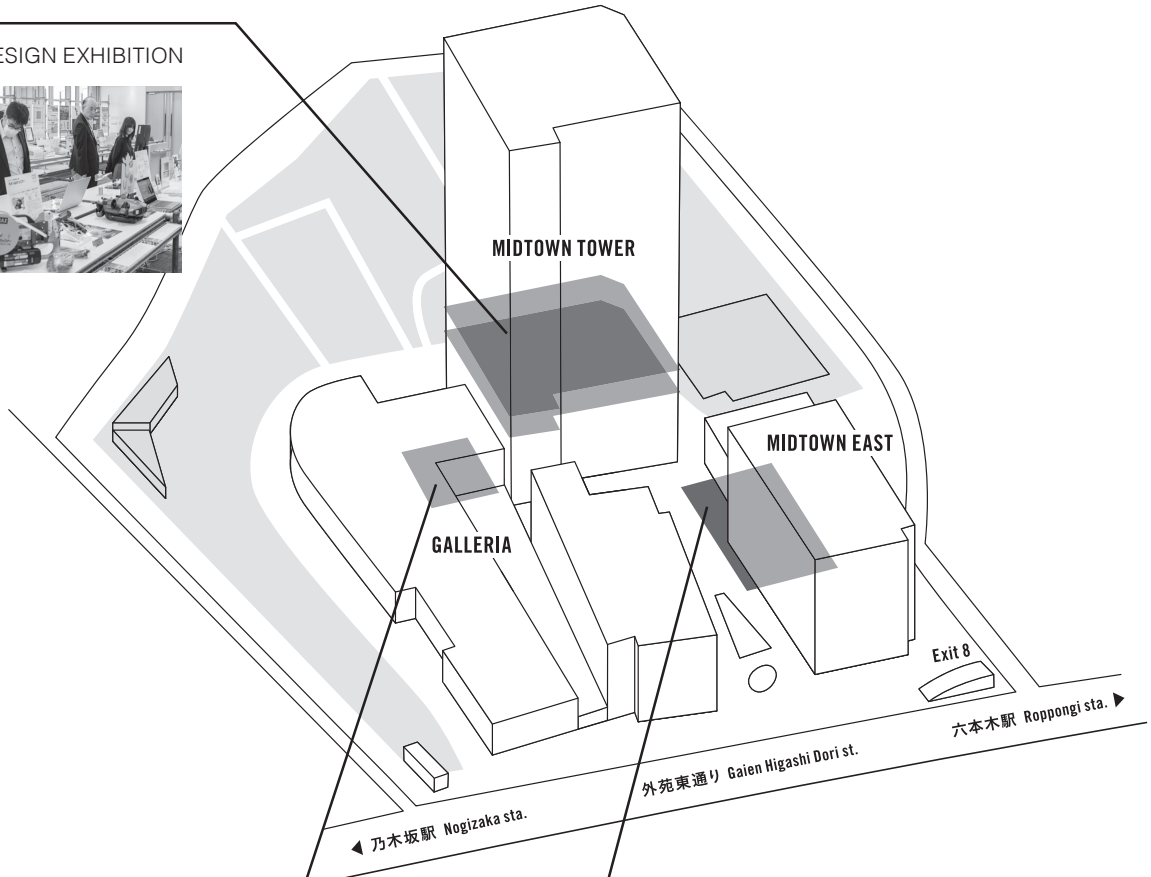 ESIGN EXHIBITION
MIDTOWN TOWER
MIDTOWN EAST
GALLERIA
Exit 8
六本木駅 Roppongi sta. ▶
外苑東通り Gaien Higashi Dori st.
◀ 乃木坂駅 Nogizaka sta.